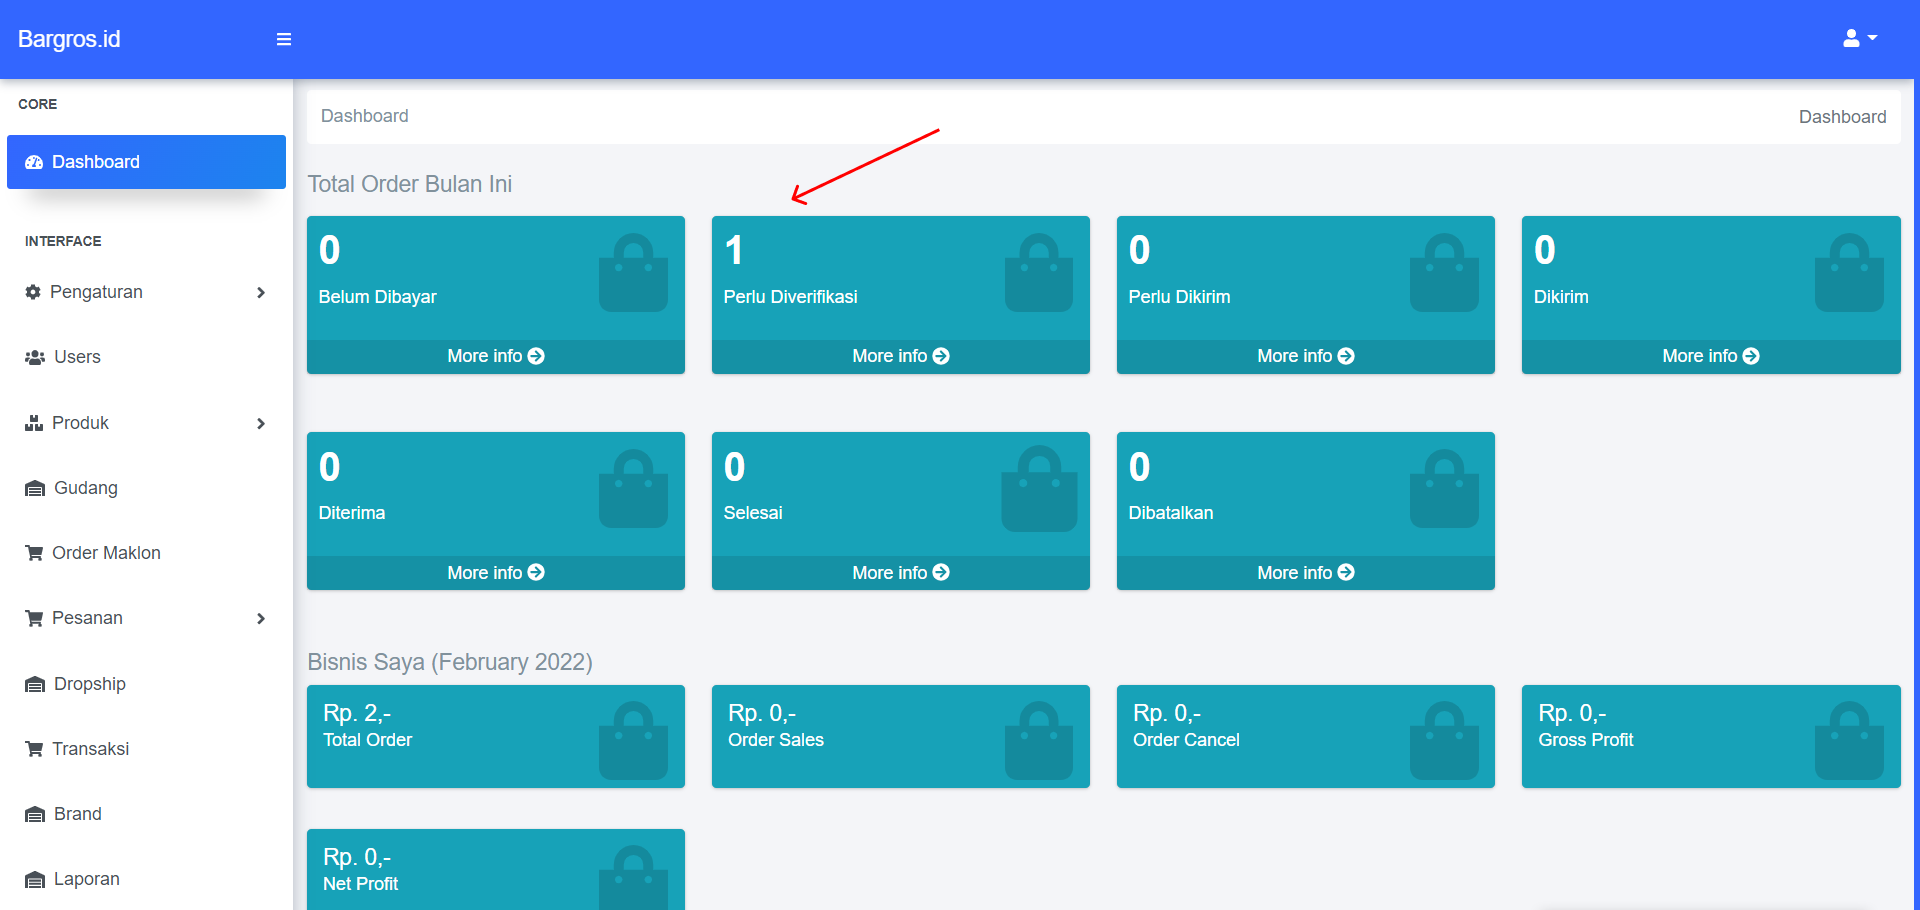 Bargros.id
CORE
Dashboard
INTERFACE
Pengaturan
Users
Produk
Gudang
Order Maklon
Pesanan
Dropship
Transaksi
Brand
Laporan
Dashboard
Dashboard
Total Order Bulan Ini
0
Belum Dibayar
More info
1
Perlu Diverifikasi
More info
0
Perlu Dikirim
More info
0
Dikirim
More info
0
Diterima
More info
0
Selesai
More info
0
Dibatalkan
More info
Bisnis Saya (February 2022)
Rp. 2,-
Total Order
Rp. 0,-
Order Sales
Rp. 0,-
Order Cancel
Rp. 0,-
Gross Profit
Rp. 0,-
Net Profit